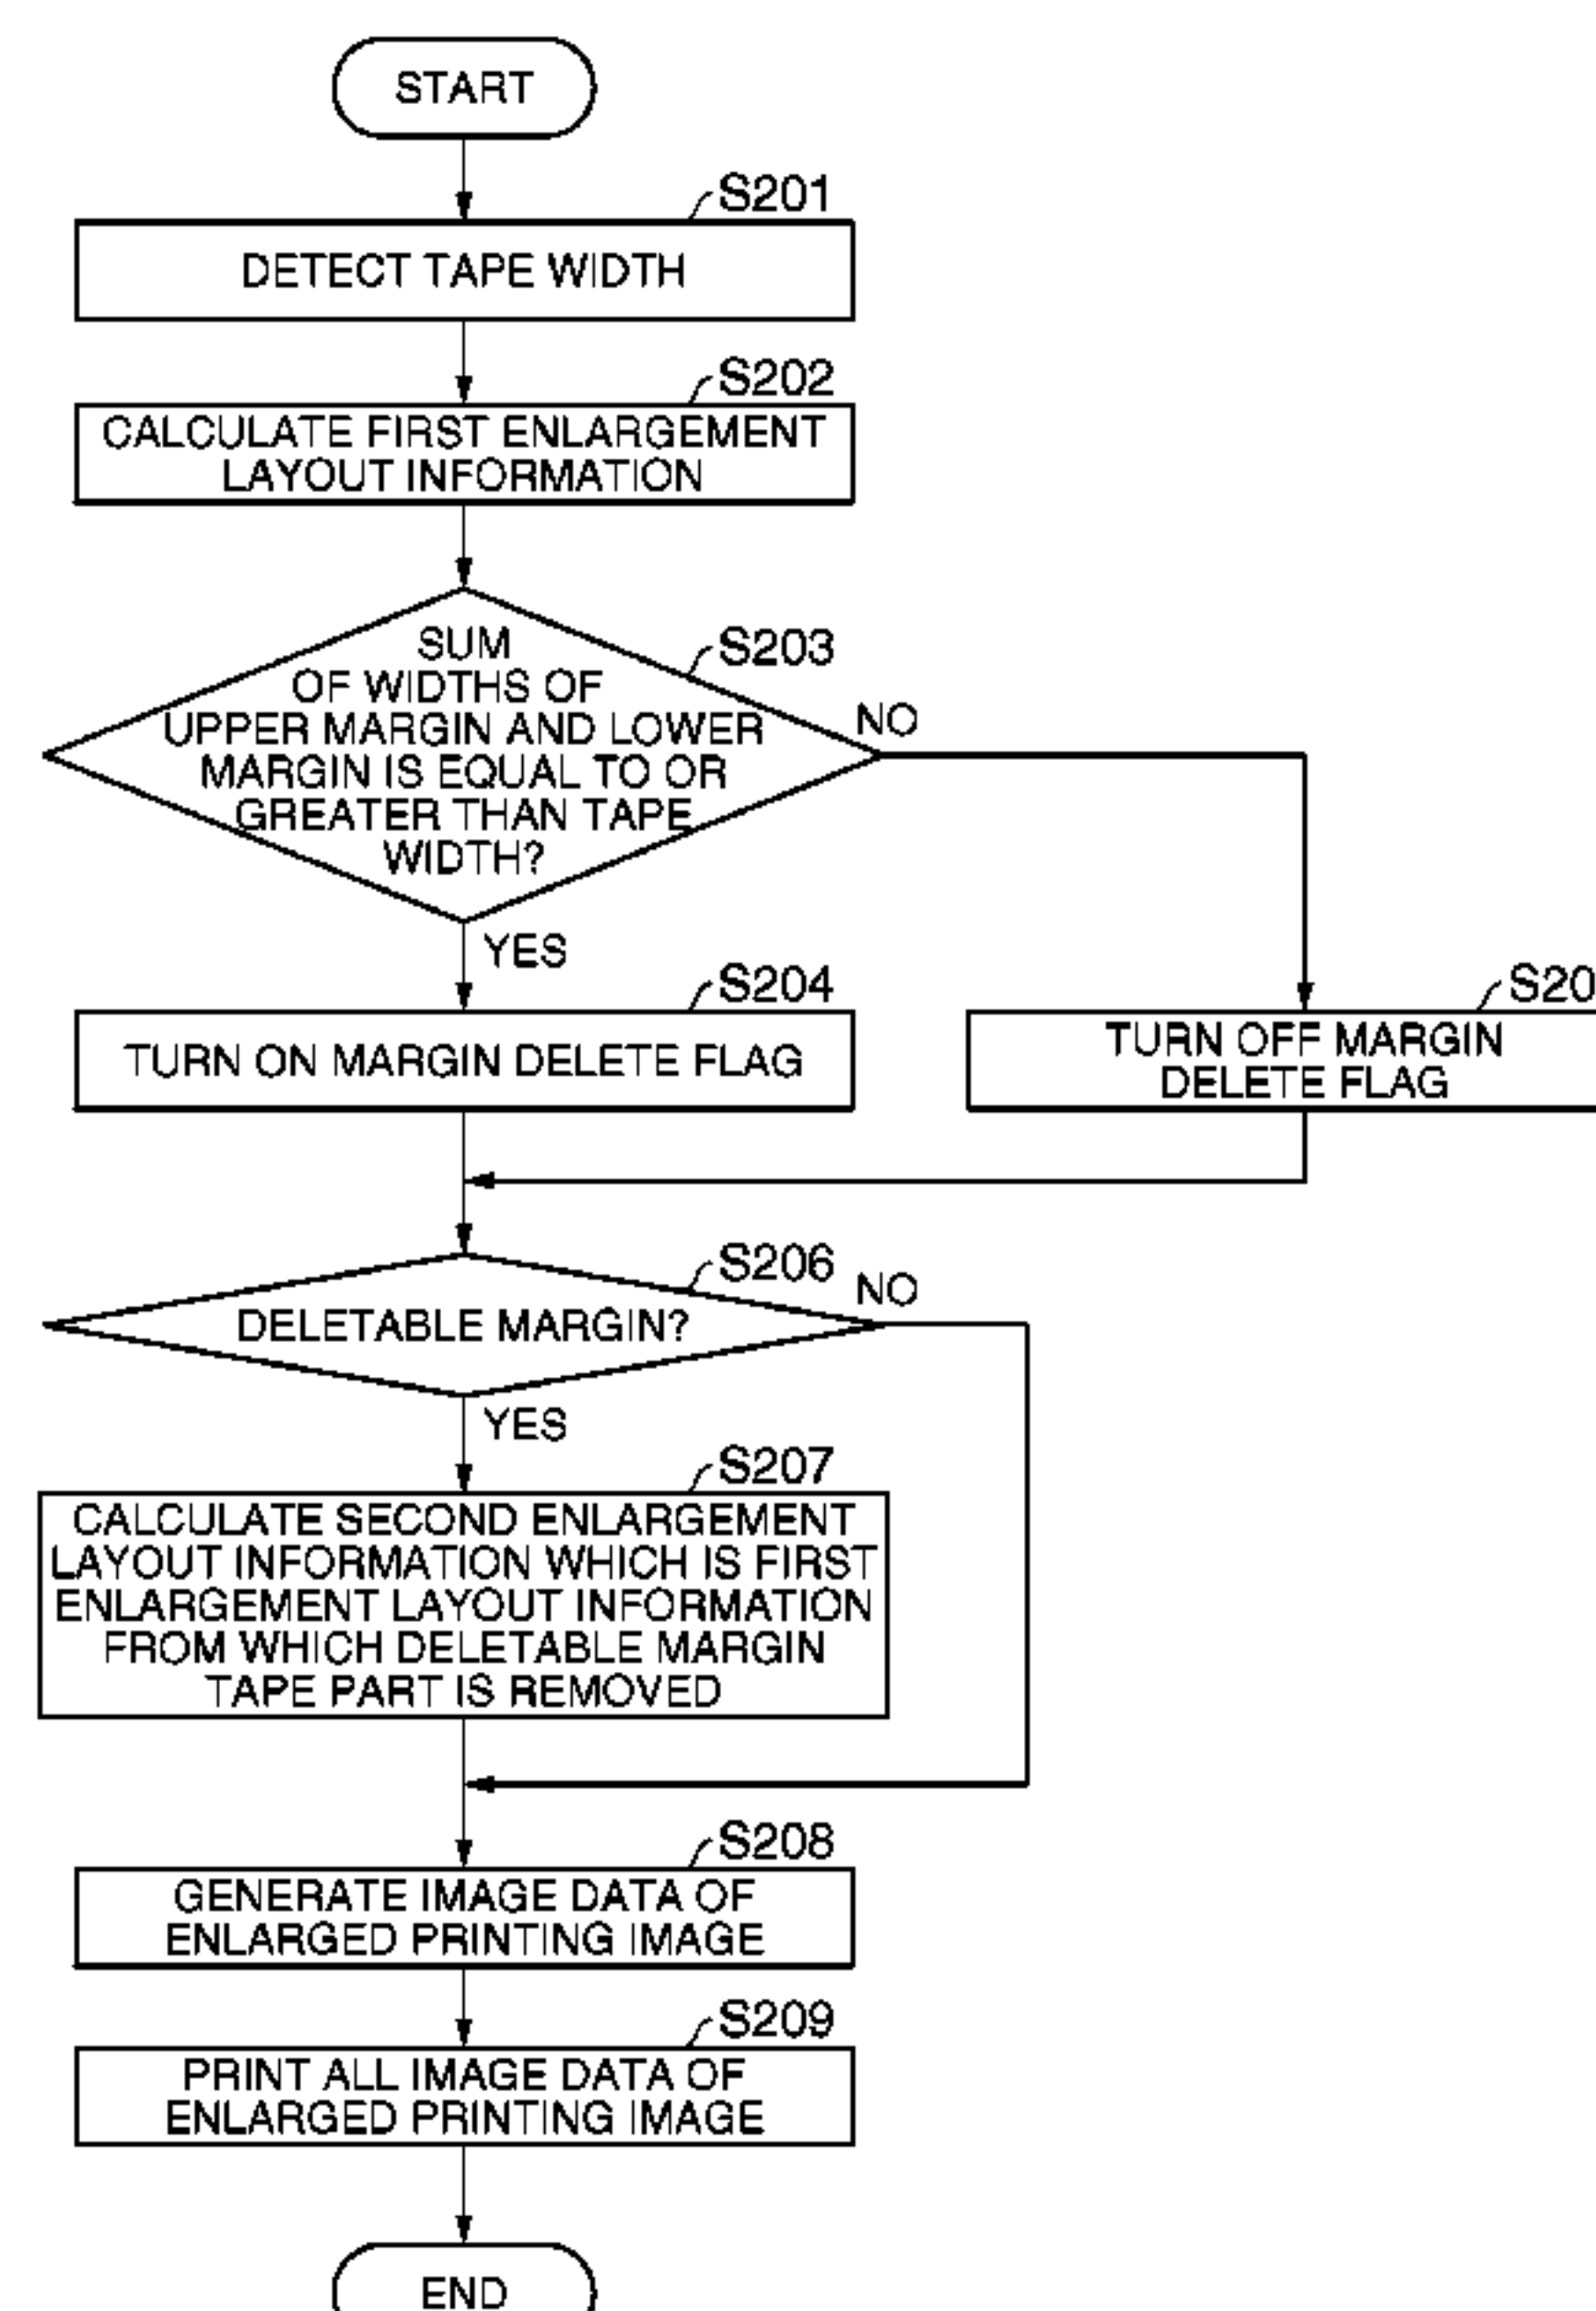 START
S201
DETECT TAPE WIDTH
S202
CALCULATE FIRST ENLARGEMENT
LAYOUT INFORMATION
S203
SUM
OF WIDTHS OF
UPPER MARGIN AND LOWER
MARGIN IS EQUAL TO OR
GREATER THAN TAPE
WIDTH?
NO
YES
S204
TURN ON MARGIN DELETE FLAG
S20
TURN OFF MARGIN
DELETE FLAG
S206
DELETABLE MARGIN?
NO
YES
S207
CALCULATE SECOND ENLARGEMENT
LAYOUT INFORMATION WHICH IS FIRST
ENLARGEMENT LAYOUT INFORMATION
FROM WHICH DELETABLE MARGIN
TAPE PART IS REMOVED
S208
GENERATE IMAGE DATA OF
ENLARGED PRINTING IMAGE
S209
PRINT ALL IMAGE DATA OF
ENLARGED PRINTING IMAGE
END